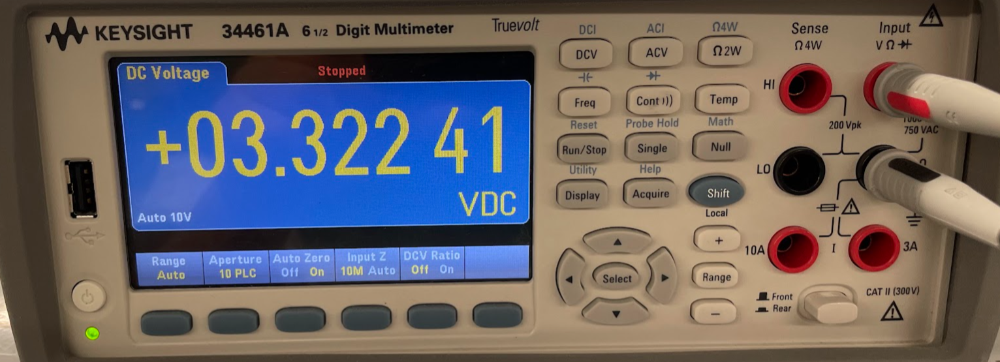 KEYSIGHT 34461A 6 1/2 Digit Multimeter Truevolt
DC Voltage
Stopped
+03.322 41
VDC
Auto 10V
Range
Auto
Aperture
10 PLC
Auto Zero
Off On
Input Z
10M Auto
DCV Ratio
Off On
DCI
DCV
ACI
ACV
Ω4W
Ω2W
Freq
Cont
Temp
Reset
Run/Stop
Probe Hold
Single
Math
Null
Utility
Display
Help
Acquire
Shift
Local
+
Range
−
Select
Sense
Ω 4W
Input
V Ω
HI
200 Vpk
750 VAC
LO
10A
I
3A
Front
Rear
CAT II (300V)